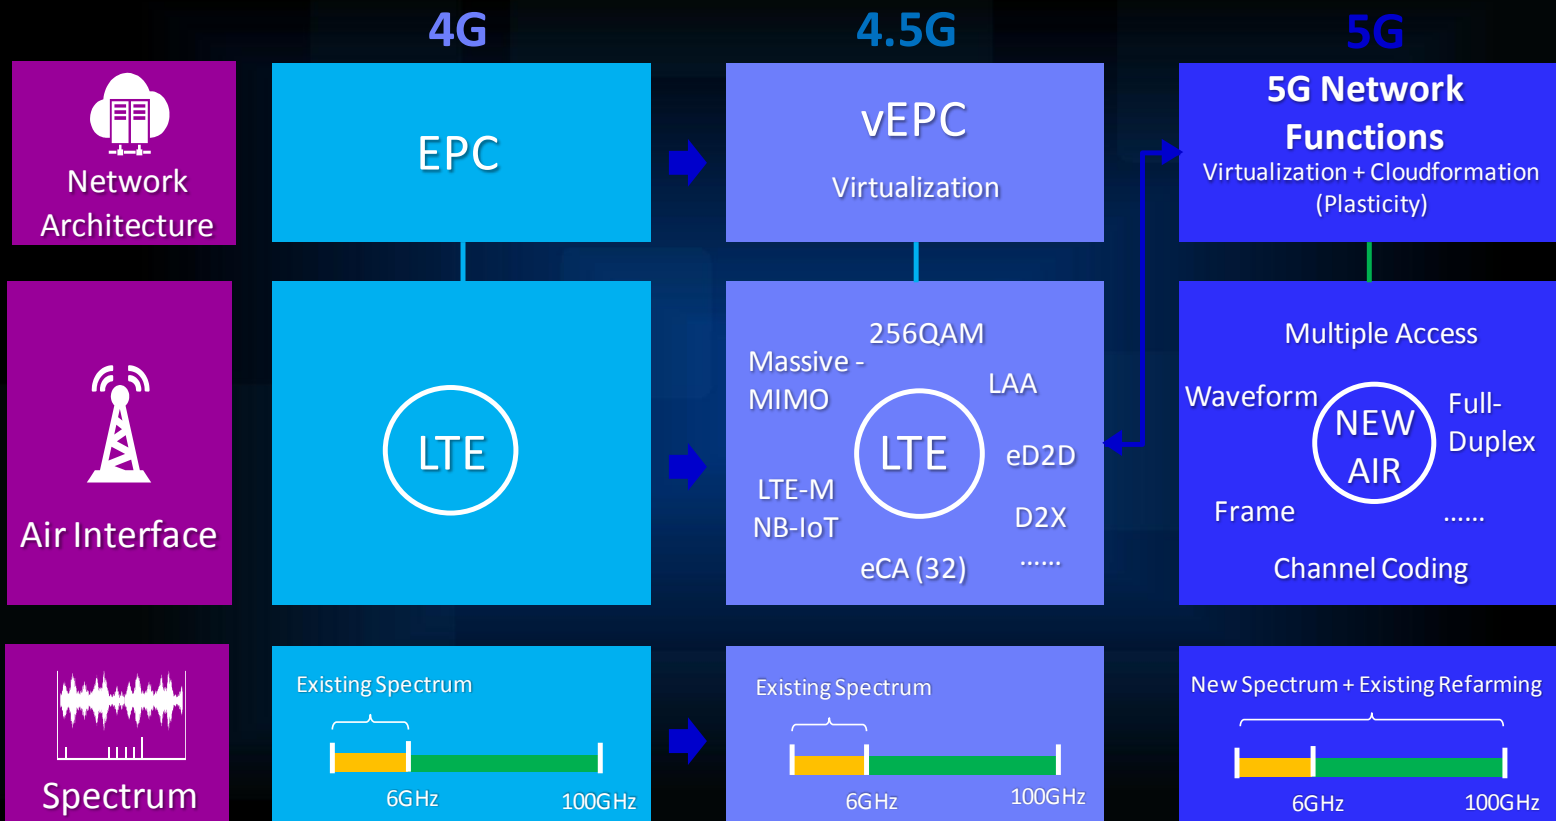 4G
4.5G
5G
Network
Architecture
EPC
vEPC
Virtualization
5G Network
Functions
Virtualization + Cloudformation
(Plasticity)
Air Interface
LTE
256QAM
Massive -
MIMO
LAA
LTE
eD2D
LTE-M
NB-IoT
D2X
......
eCA (32)
Multiple Access
Waveform
NEW
AIR
Full-
Duplex
Frame
......
Channel Coding
Spectrum
Existing Spectrum
6GHz
100GHz
Existing Spectrum
6GHz
100GHz
New Spectrum + Existing Refarming
6GHz
100GHz